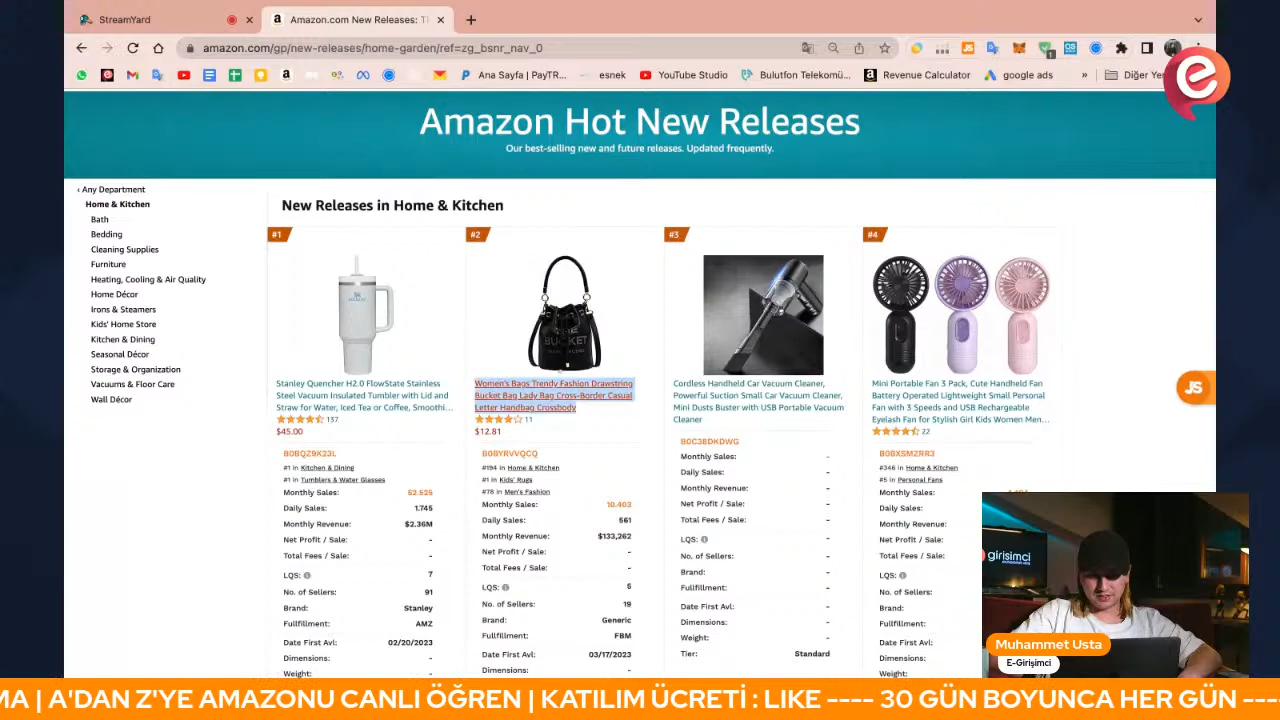 StreamYard
Amazon.com New Releases: Th
amazon.com/gp/new-releases/home-garden/ref=zg_bsnr_nav_0
Ana Sayfa | PayTR...
esnek
YouTube Studio
Bulutfon Telekomü...
Revenue Calculator
google ads
»
Diğer Yer
e
Amazon Hot New Releases
Our best-selling new and future releases. Updated frequently.
‹ Any Department
Home & Kitchen
Bath
Bedding
Cleaning Supplies
Furniture
Heating, Cooling & Air Quality
Home Décor
Irons & Steamers
Kids' Home Store
Kitchen & Dining
Seasonal Décor
Storage & Organization
Vacuums & Floor Care
Wall Décor
New Releases in Home & Kitchen
#1
Stanley Quencher H2.0 FlowState Stainless
Steel Vacuum Insulated Tumbler with Lid and
Straw for Water, Iced Tea or Coffee, Smoothi...
137
$45.00
B0BQZ9K23L
#1 in Kitchen & Dining
#1 in Tumblers & Water Glasses
Monthly Sales: 52.525
Daily Sales: 1.745
Monthly Revenue: $2.36M
Net Profit / Sale: -
Total Fees / Sale: -
LQS: 7
No. of Sellers: 91
Brand: Stanley
Fullfillment: AMZ
Date First Avl: 02/20/2023
Dimensions: -
Weight: -
#2
THE
BUCKET
Women's Bags Trendy Fashion Drawstring
Bucket Bag Lady Bag Cross-Border Casual
Letter Handbag Crossbody
11
$12.81
B0BYRVVQCQ
#194 in Home & Kitchen
#1 in Kids' Rugs
#78 in Men's Fashion
Monthly Sales: 10.403
Daily Sales: 561
Monthly Revenue: $133,262
Net Profit / Sale: -
Total Fees / Sale: -
LQS: 5
No. of Sellers: 19
Brand: Generic
Fullfillment: FBM
Date First Avl: 03/17/2023
Dimensions: -
#3
Cordless Handheld Car Vacuum Cleaner,
Powerful Suction Small Car Vacuum Cleaner,
Mini Dusts Buster with USB Portable Vacuum
Cleaner
B0C38DKDWG
Monthly Sales: -
Daily Sales: -
Monthly Revenue: -
Net Profit / Sale: -
Total Fees / Sale: -
LQS: -
No. of Sellers: -
Brand: -
Fullfillment: -
Date First Avl: -
Dimensions: -
Weight: -
Tier: Standard
#4
Mini Portable Fan 3 Pack, Cute Handheld Fan
Battery Operated Lightweight Small Personal
Fan with 3 Speeds and USB Rechargeable
Eyelash Fan for Stylish Girl Kids Women Men...
22
B0BXSMZRR3
#346 in Home & Kitchen
#5 in Personal Fans
Monthly Sales:
Daily Sales:
Monthly Revenue:
Net Profit / Sale:
Total Fees / Sale:
LQS:
No. of Sellers:
Brand:
Fullfillment:
Date First Avl:
Dimensions:
Weight:
JS
girisimci
Muhammet Usta
E-Girişimci
MA | A'DAN Z'YE AMAZONU CANLI ÖĞREN | KATILIM ÜCRETİ : LIKE ---- 30 GÜN BOYUNCA HER GÜN ---